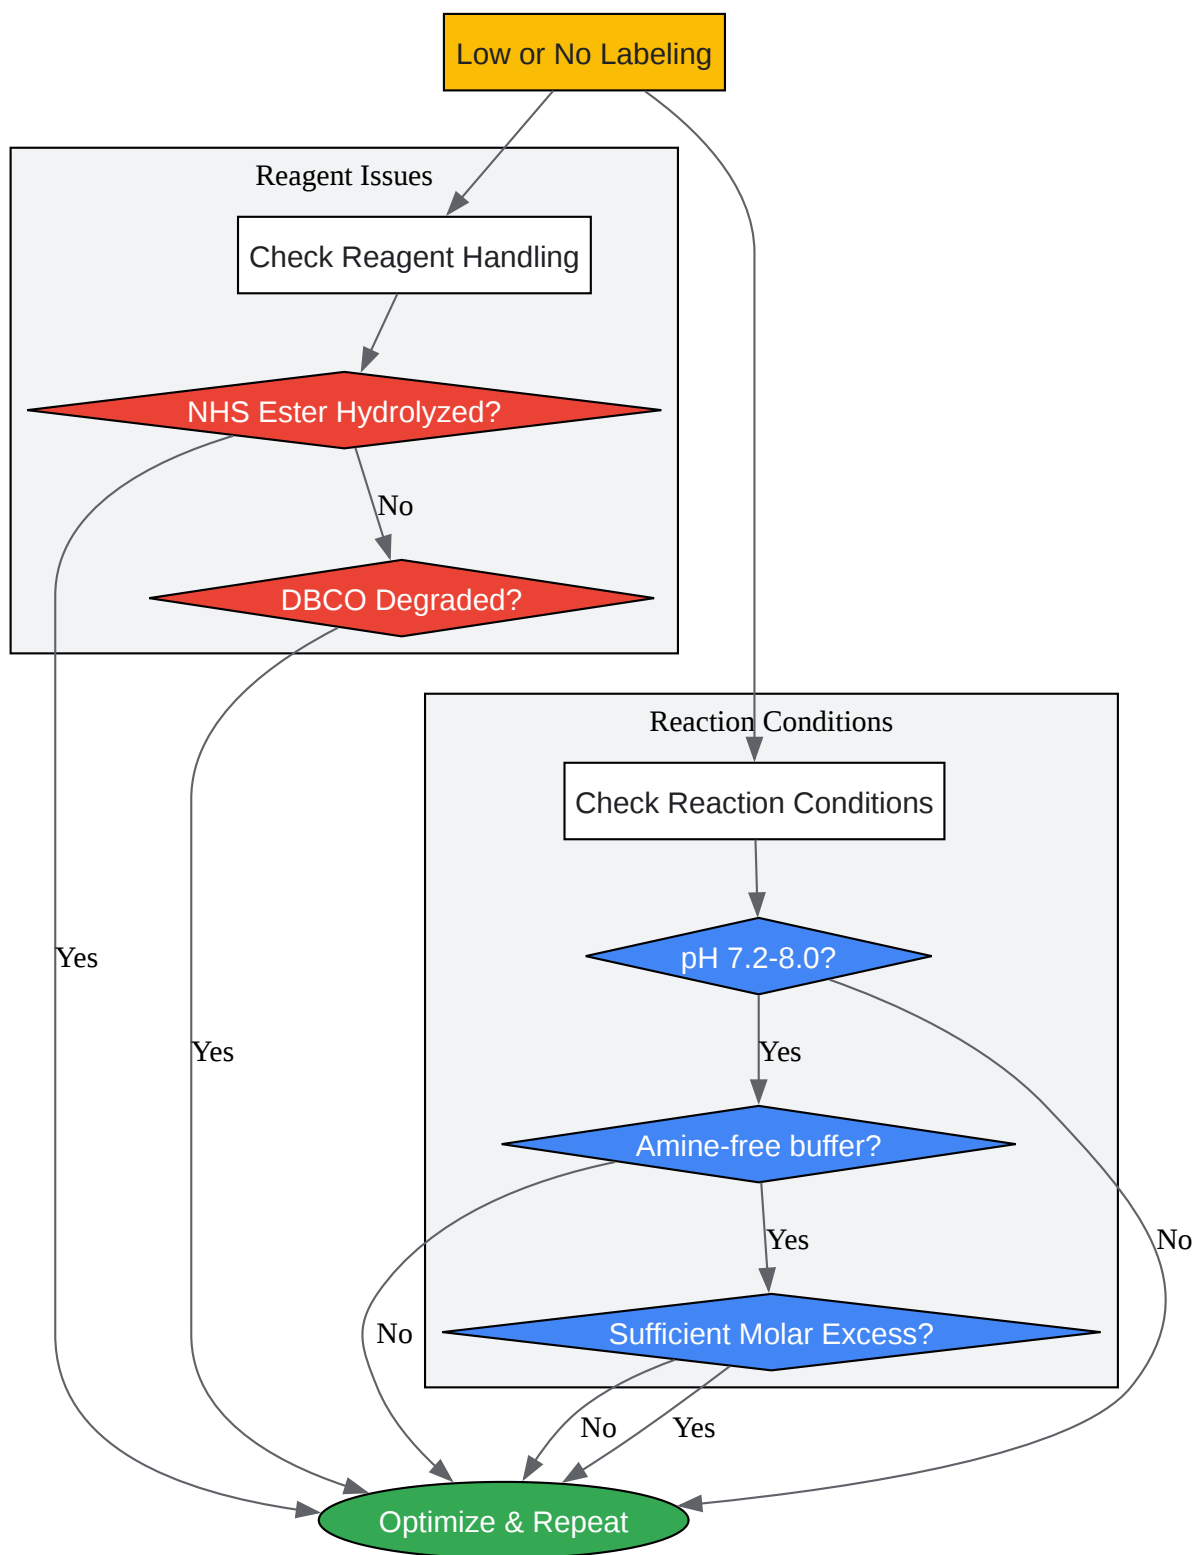 Low or No Labeling
Reagent Issues
Check Reagent Handling
NHS Ester Hydrolyzed?
No
DBCO Degraded?
Reaction Conditions
Check Reaction Conditions
Yes
pH 7.2-8.0?
Yes
Yes
Amine-free buffer?
Yes
No
No
Sufficient Molar Excess?
No
Yes
Optimize & Repeat